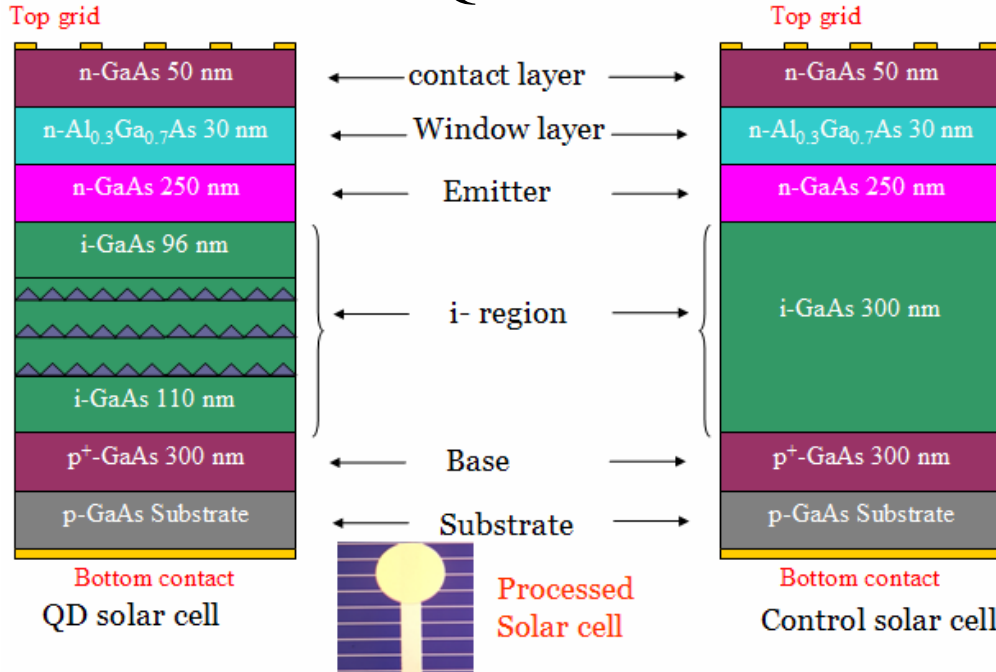 Top grid
Top grid
n-GaAs 50 nm
contact layer
n-GaAs 50 nm
n-Al0.3Ga0.7As 30 nm
Window layer
n-Al0.3Ga0.7As 30 nm
n-GaAs 250 nm
Emitter
n-GaAs 250 nm
i-GaAs 96 nm
i- region
i-GaAs 300 nm
i-GaAs 110 nm
p+-GaAs 300 nm
Base
p+-GaAs 300 nm
p-GaAs Substrate
Substrate
p-GaAs Substrate
Bottom contact
Bottom contact
QD solar cell
Processed
Solar cell
Control solar cell